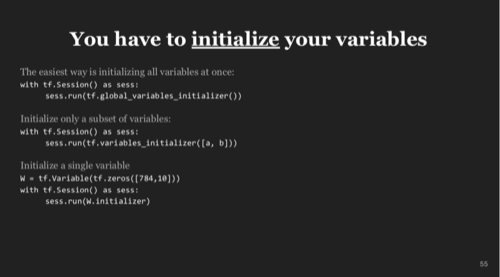 You have to initialize your variables
The easiest way is initializing all variables at once:
with tf.Session() as sess:
sess.run(tf.global_variables_initializer())
Initialize only a subset of variables:
with tf.Session() as sess:
sess.run(tf.variables_initializer([a, b]))
Initialize a single variable
W = tf.Variable(tf.zeros([784,10]))
with tf.Session() as sess:
sess.run(W.initializer)
55